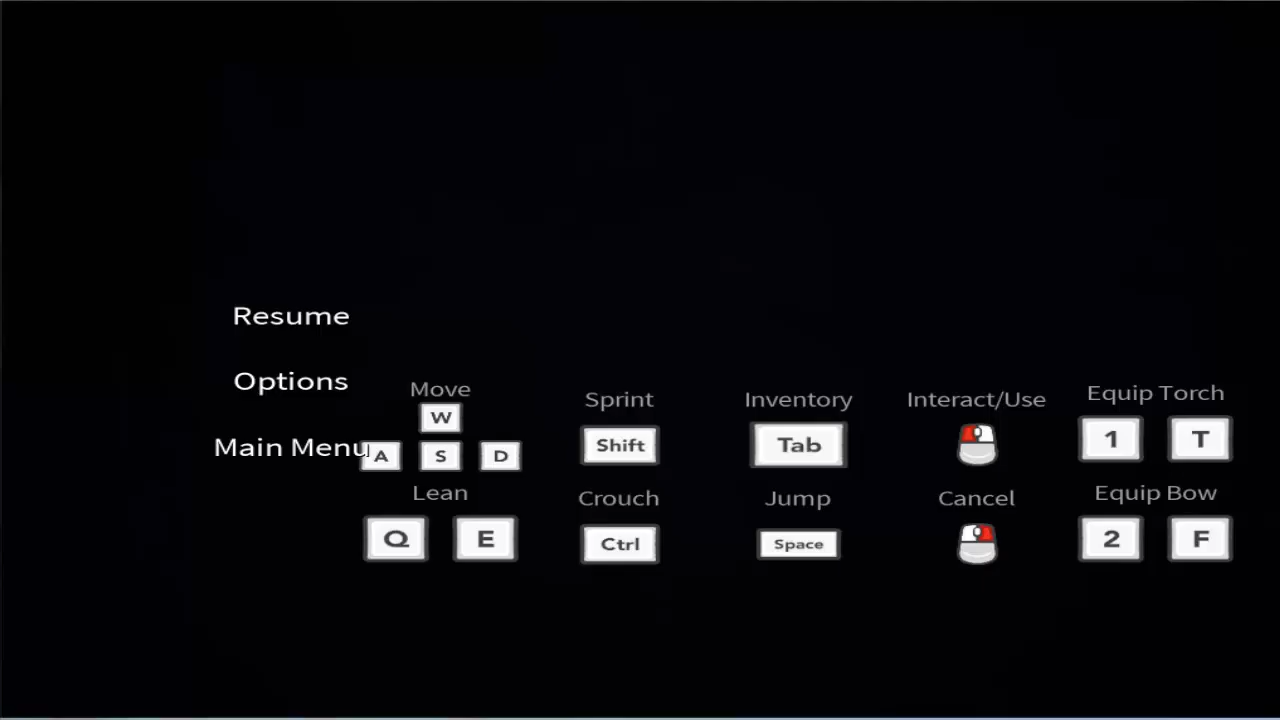 Resume
Options
Main Menu
Move
W
A S D
Lean
Q E
Sprint
Shift
Crouch
Ctrl
Inventory
Tab
Jump
Space
Interact/Use
Cancel
Equip Torch
1 T
Equip Bow
2 F